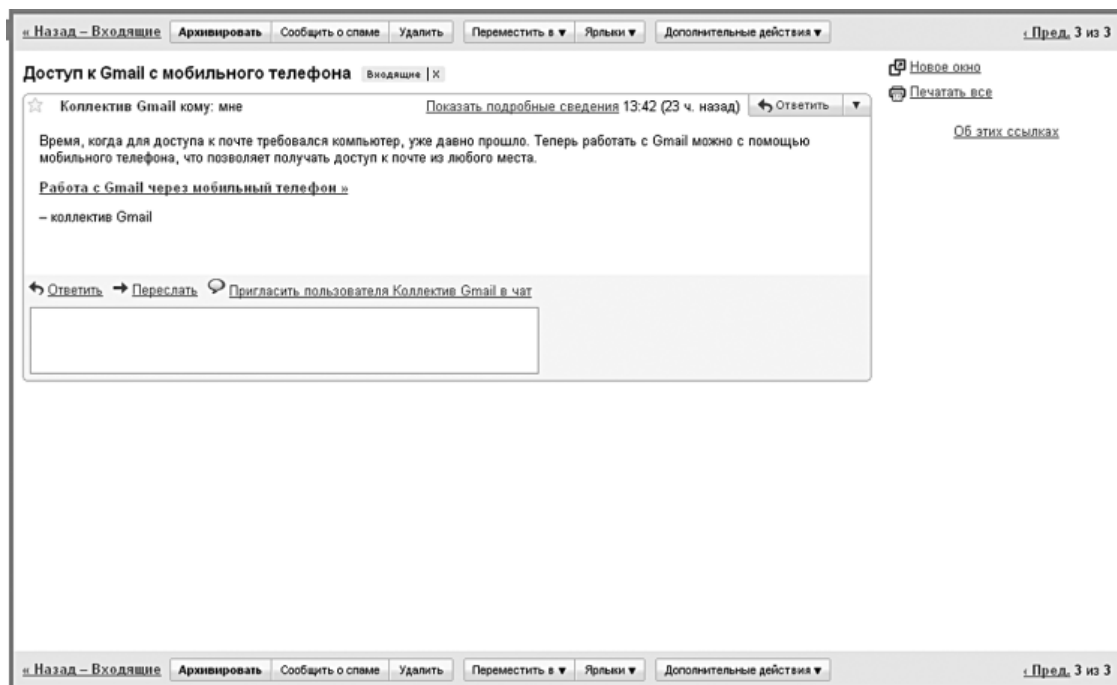 « Назад – Входящие Архивировать Сообщить о спаме Удалить Переместить в ▼ Ярлыки ▼ Дополнительные действия ▼ ‹ Пред. 3 из 3
Доступ к Gmail с мобильного телефона Входящие | X
Новое окно
Печатать все
Об этих ссылках
Коллектив Gmail кому: мне Показать подробные сведения 13:42 (23 ч. назад) Ответить ▼
Время, когда для доступа к почте требовался компьютер, уже давно прошло. Теперь работать с Gmail можно с помощью
мобильного телефона, что позволяет получать доступ к почте из любого места.
Работа с Gmail через мобильный телефон »
– коллектив Gmail
Ответить Переслать Пригласить пользователя Коллектив Gmail в чат
« Назад – Входящие Архивировать Сообщить о спаме Удалить Переместить в ▼ Ярлыки ▼ Дополнительные действия ▼ ‹ Пред. 3 из 3